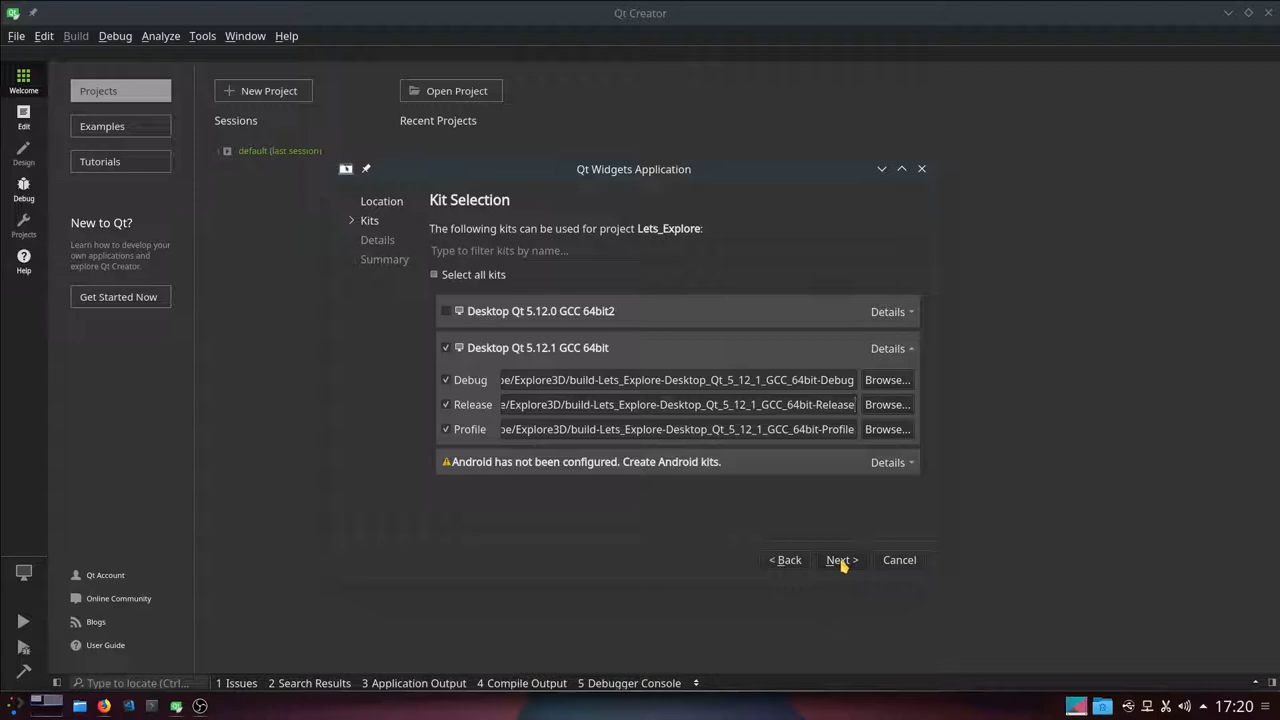 Qt Creator
File Edit Build Debug Analyze Tools Window Help
Welcome
Edit
Design
Debug
Projects
Help
Projects
Examples
Tutorials
New to Qt?
Learn how to develop your
own applications and
explore Qt Creator.
Get Started Now
Qt Account
Online Community
Blogs
User Guide
+ New Project
Open Project
Sessions
Recent Projects
default (last session)
Qt Widgets Application
Location
> Kits
Details
Summary
Kit Selection
The following kits can be used for project Lets_Explore:
Type to filter kits by name...
Select all kits
Desktop Qt 5.12.0 GCC 64bit2 Details
Desktop Qt 5.12.1 GCC 64bit Details
Debug e/Explore3D/build-Lets_Explore-Desktop_Qt_5_12_1_GCC_64bit-Debug Browse...
Release e/Explore3D/build-Lets_Explore-Desktop_Qt_5_12_1_GCC_64bit-Release Browse...
Profile e/Explore3D/build-Lets_Explore-Desktop_Qt_5_12_1_GCC_64bit-Profile Browse...
Android has not been configured. Create Android kits. Details
< Back Next > Cancel
Type to locate (Ctrl... 1 Issues 2 Search Results 3 Application Output 4 Compile Output 5 Debugger Console
17:20